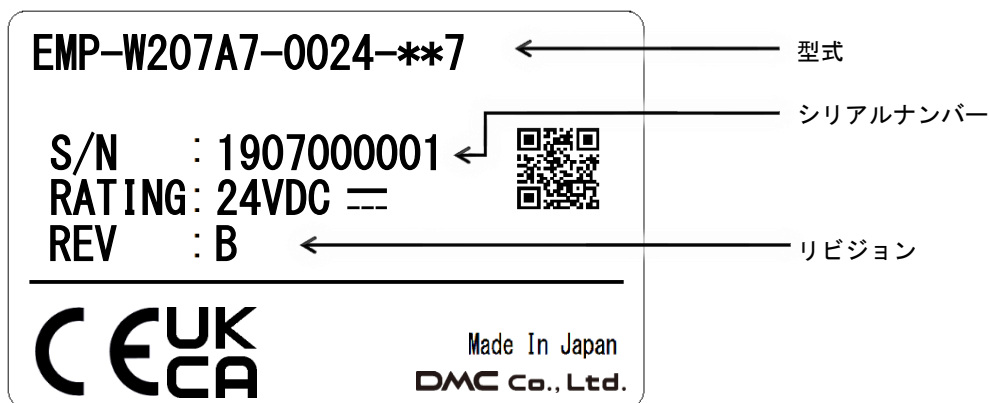 EMP-W207A7-0024-**7
型式
シリアルナンバー
S/N : 1907000001
RATING: 24VDC
REV : B
リビジョン
CE UK
CA
Made In Japan
DMC Co., Ltd.